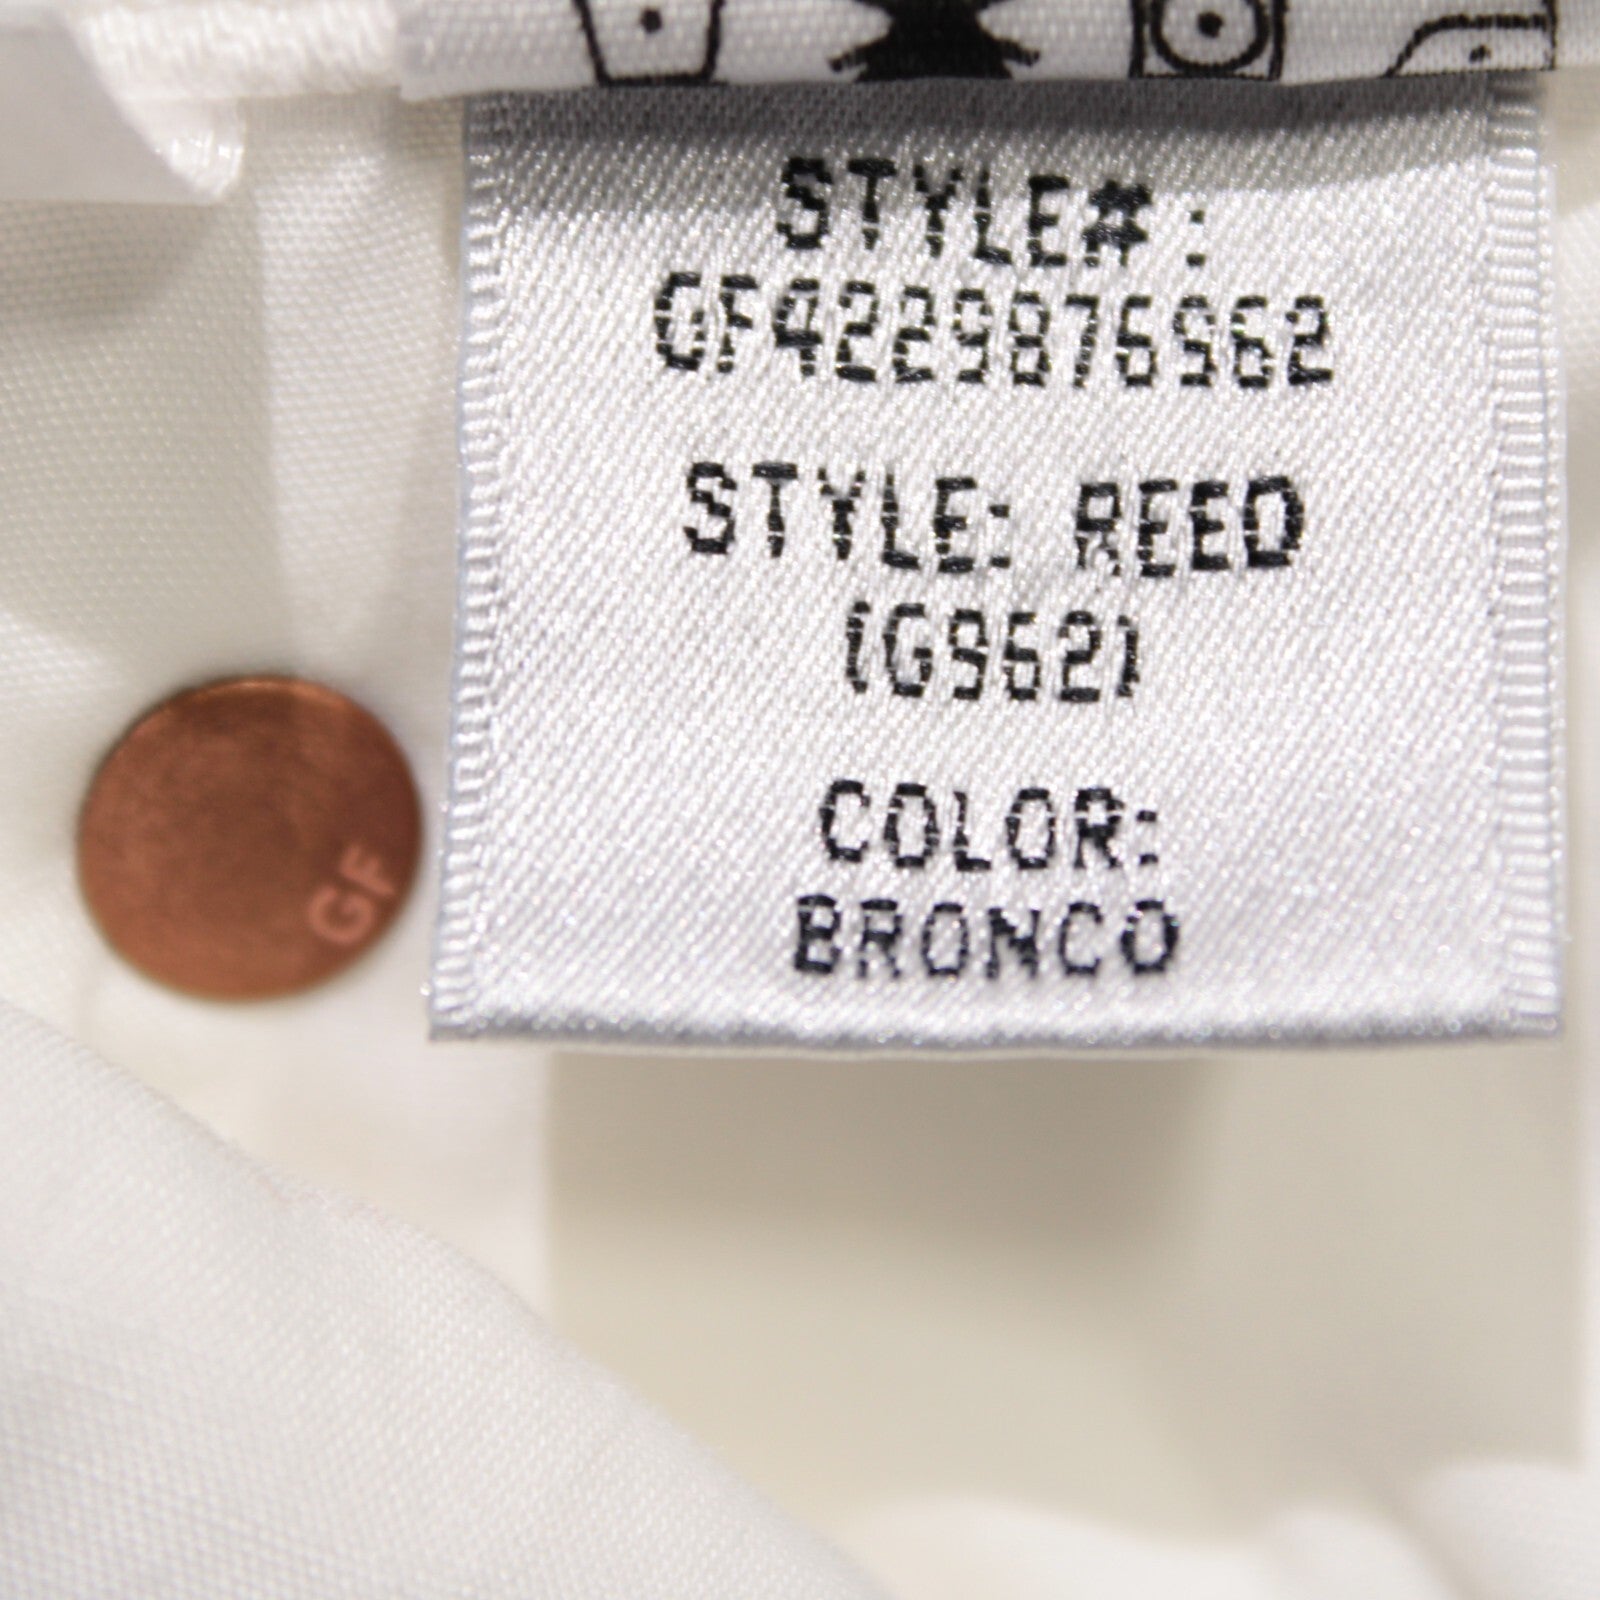 STYLE#:
GF4229876962
STYLE: REED
(G962)
COLOR:
BRONCO
GF